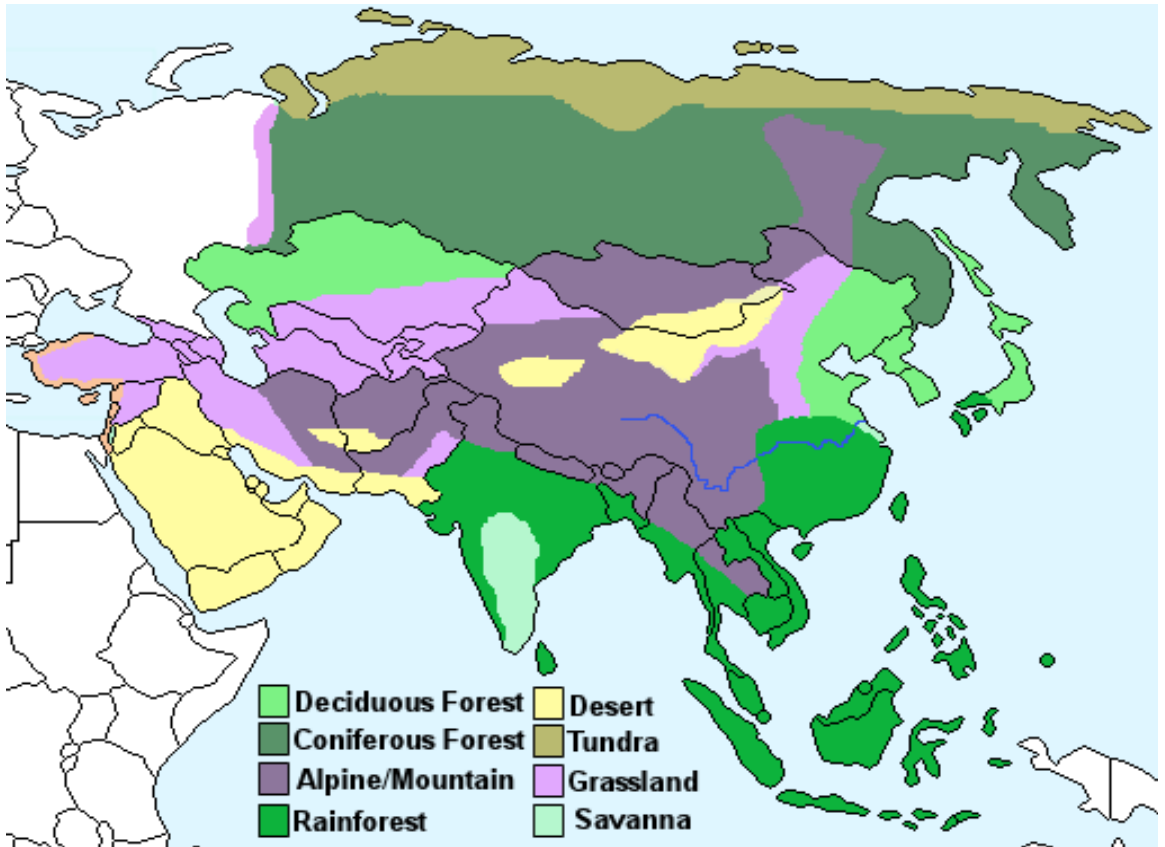 Deciduous Forest
Coniferous Forest
Alpine/Mountain
Rainforest
Desert
Tundra
Grassland
Savanna